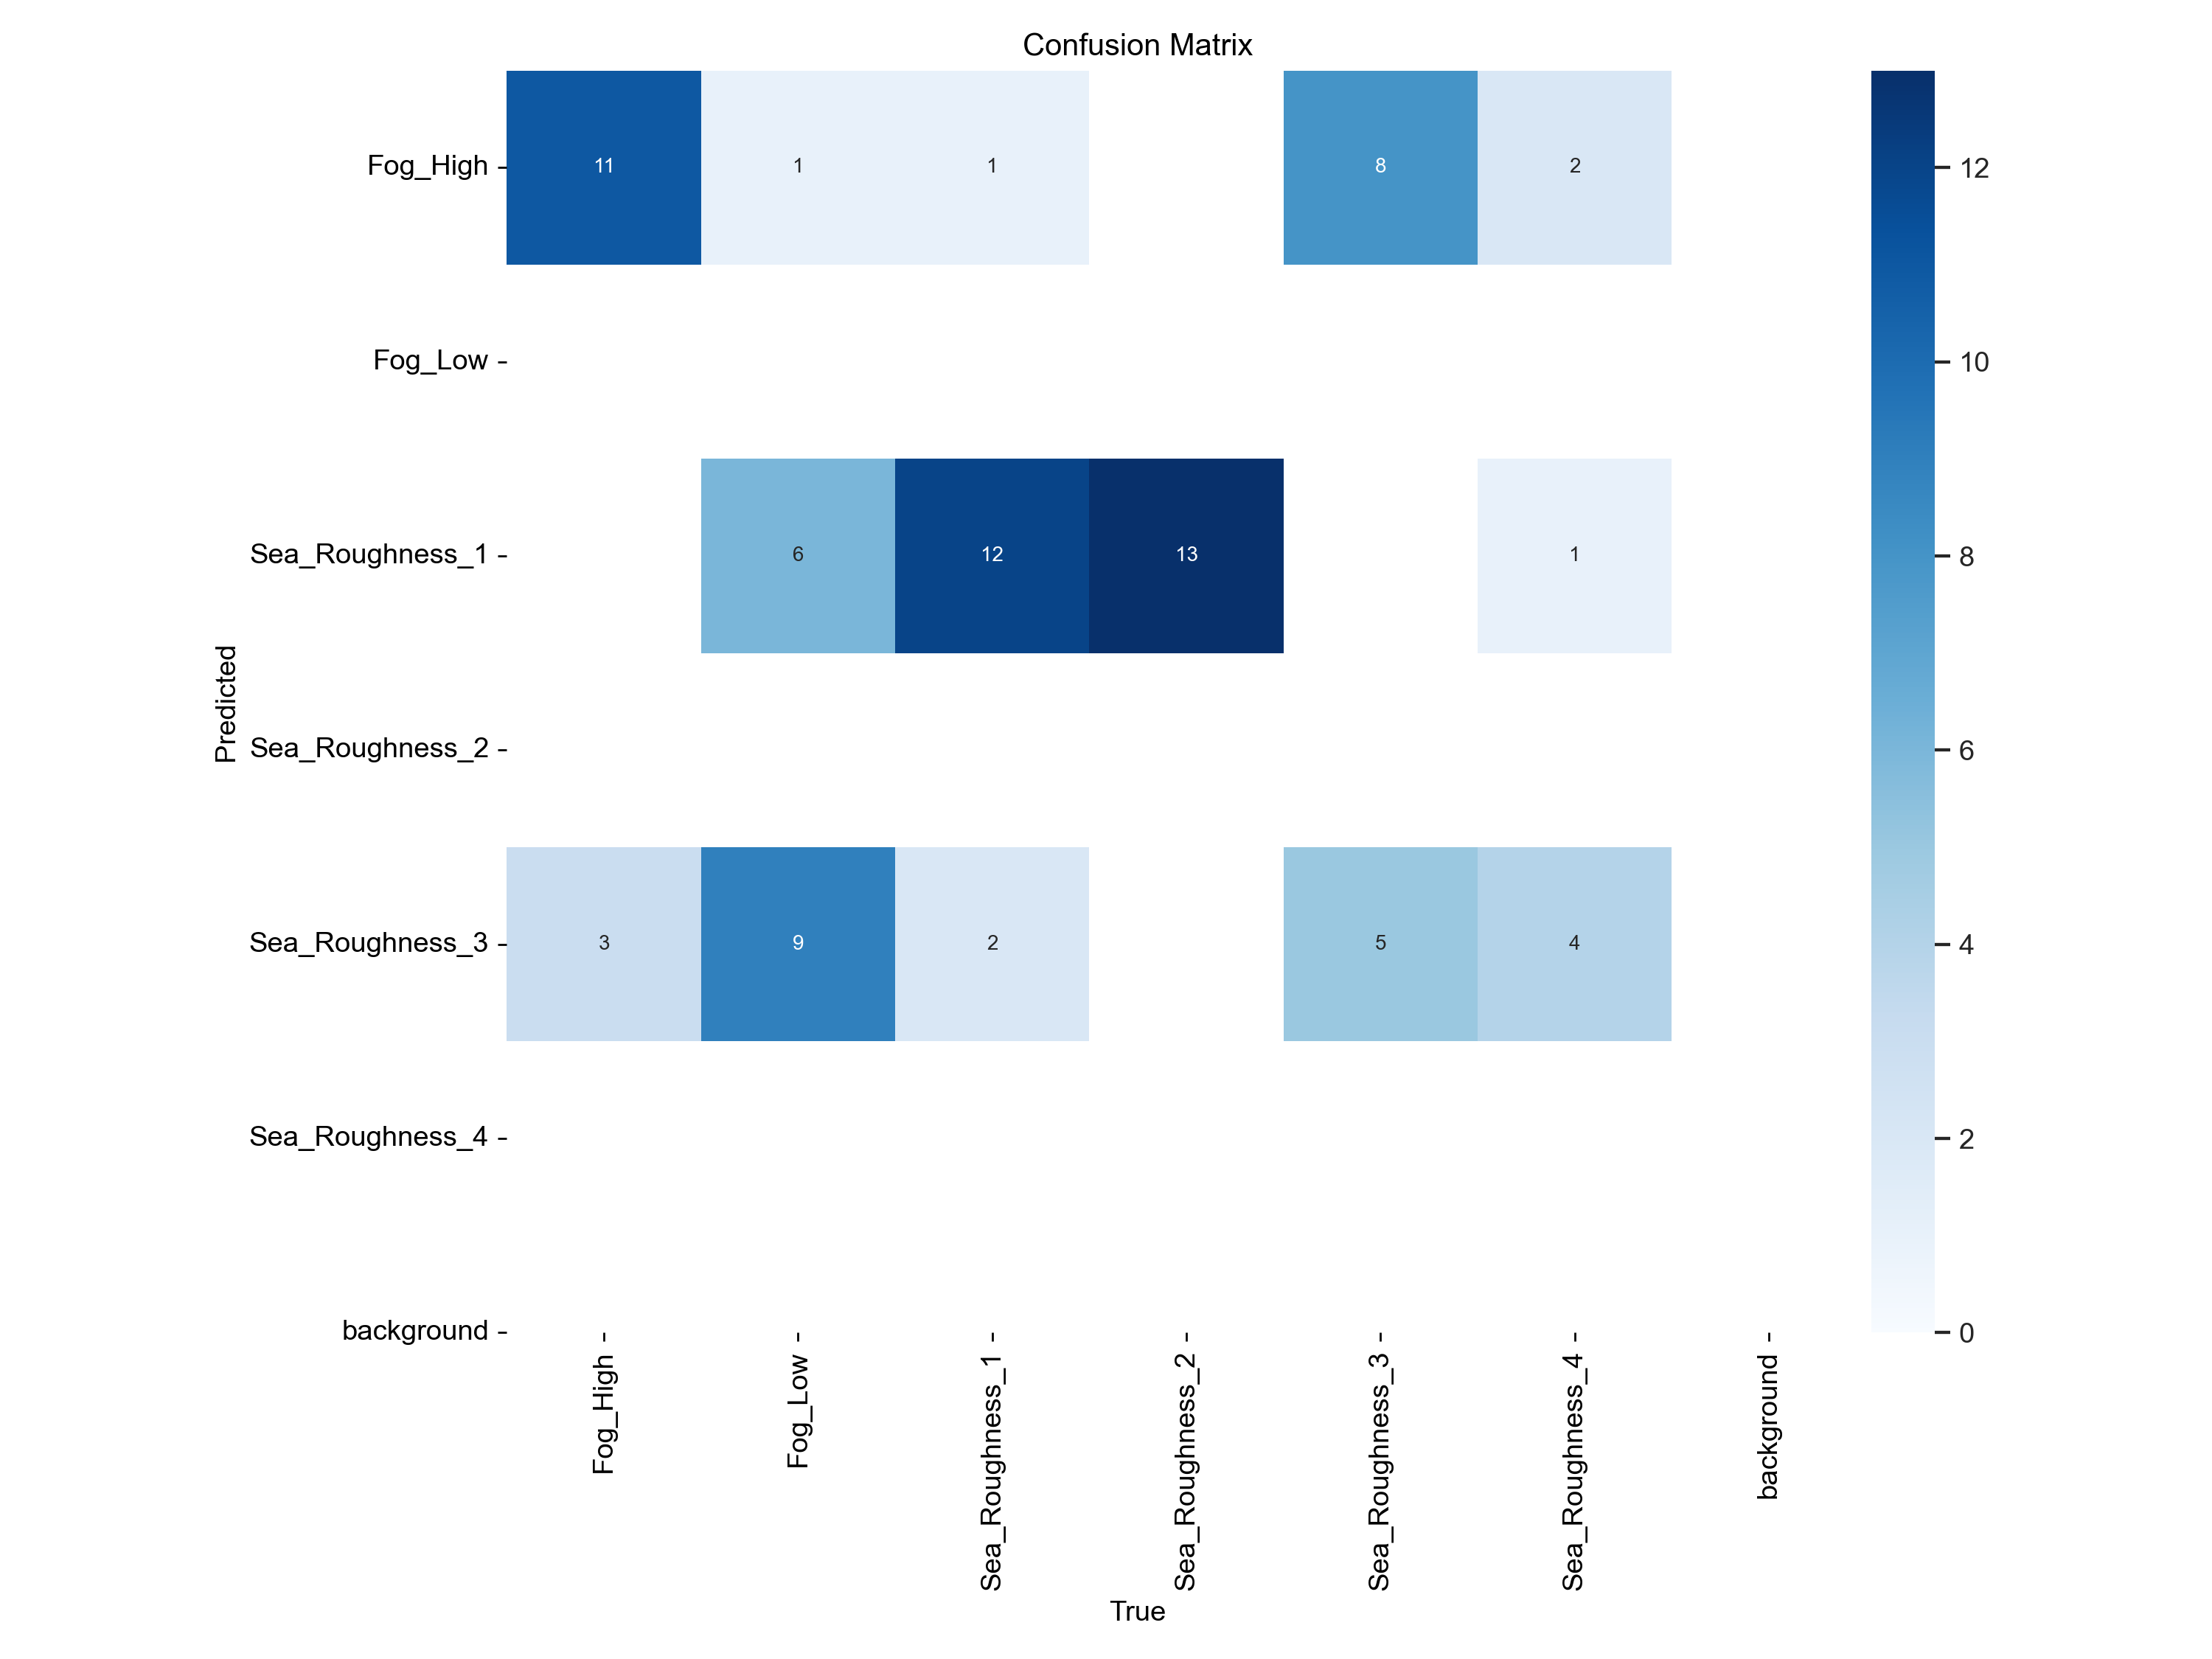 Confusion Matrix
Fog_High
11
1
1
8
2
12
Fog_Low
10
Sea_Roughness_1
6
12
13
1
8
Predicted
Sea_Roughness_2
6
Sea_Roughness_3
3
9
2
5
4
4
Sea_Roughness_4
2
background
0
Fog_High
Fog_Low
Sea_Roughness_1
Sea_Roughness_2
Sea_Roughness_3
Sea_Roughness_4
background
True